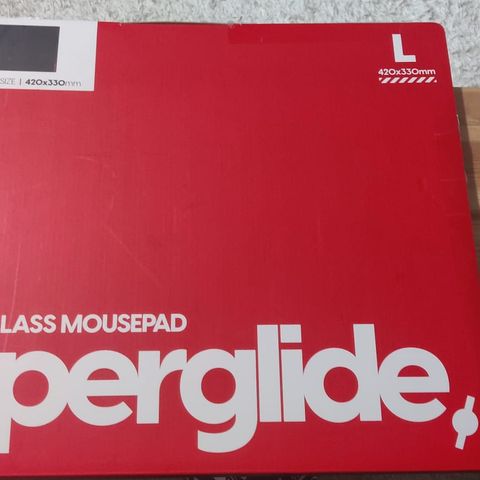 L
420x330mm
SIZE | 420x330mm
LASS MOUSEPAD
perglide